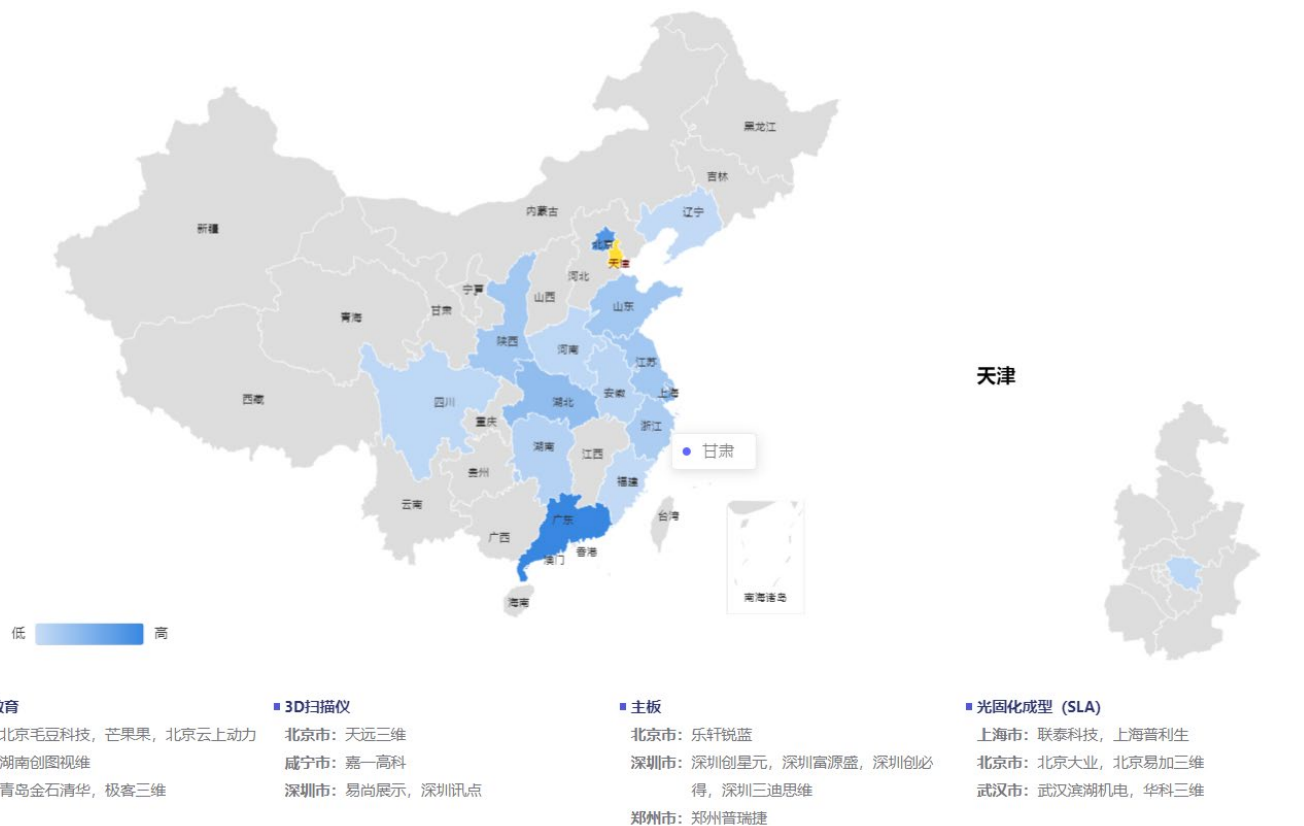 黑龙江
吉林
辽宁
内蒙古
新疆
北京
天津
河北
山西
宁夏
甘肃
青海
山东
陕西
河南
江苏
西藏
四川
湖北
安徽
上海
重庆
浙江
湖南
江西
甘肃
贵州
福建
云南
广西
广东
台湾
澳门
香港
海南
南海诸岛
天津
低
高
育
北京毛豆科技，芒果果，北京云上动力
湖南创图视维
青岛金石清华，极客三维
3D扫描仪
北京市：天远三维
咸宁市：嘉一高科
深圳市：易尚展示，深圳讯点
主板
北京市：乐轩锐蓝
深圳市：深圳创星元，深圳富源盛，深圳创必
得，深圳三迪思维
郑州市：郑州普瑞捷
光固化成型（SLA）
上海市：联泰科技，上海普利生
北京市：北京大业，北京易加三维
武汉市：武汉滨湖机电，华科三维